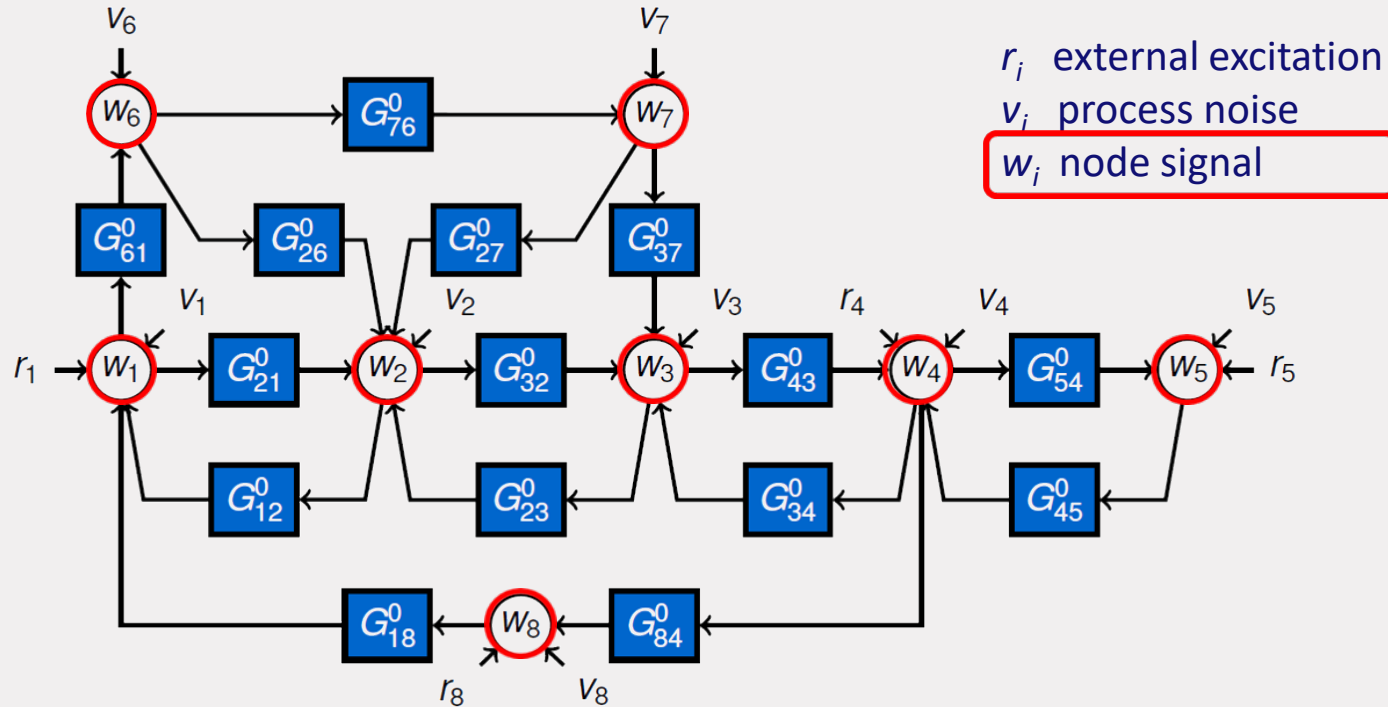 v6 v7
r_i external excitation
v_i process noise
w_i node signal
w6 G^0_76 w7
G^0_61 G^0_26 G^0_27 G^0_37
v1 v2 v3 r4 v4 v5
r1 w1 G^0_21 w2 G^0_32 w3 G^0_43 w4 G^0_54 w5 r5
G^0_12 G^0_23 G^0_34 G^0_45
G^0_18 w8 G^0_84
r8 v8